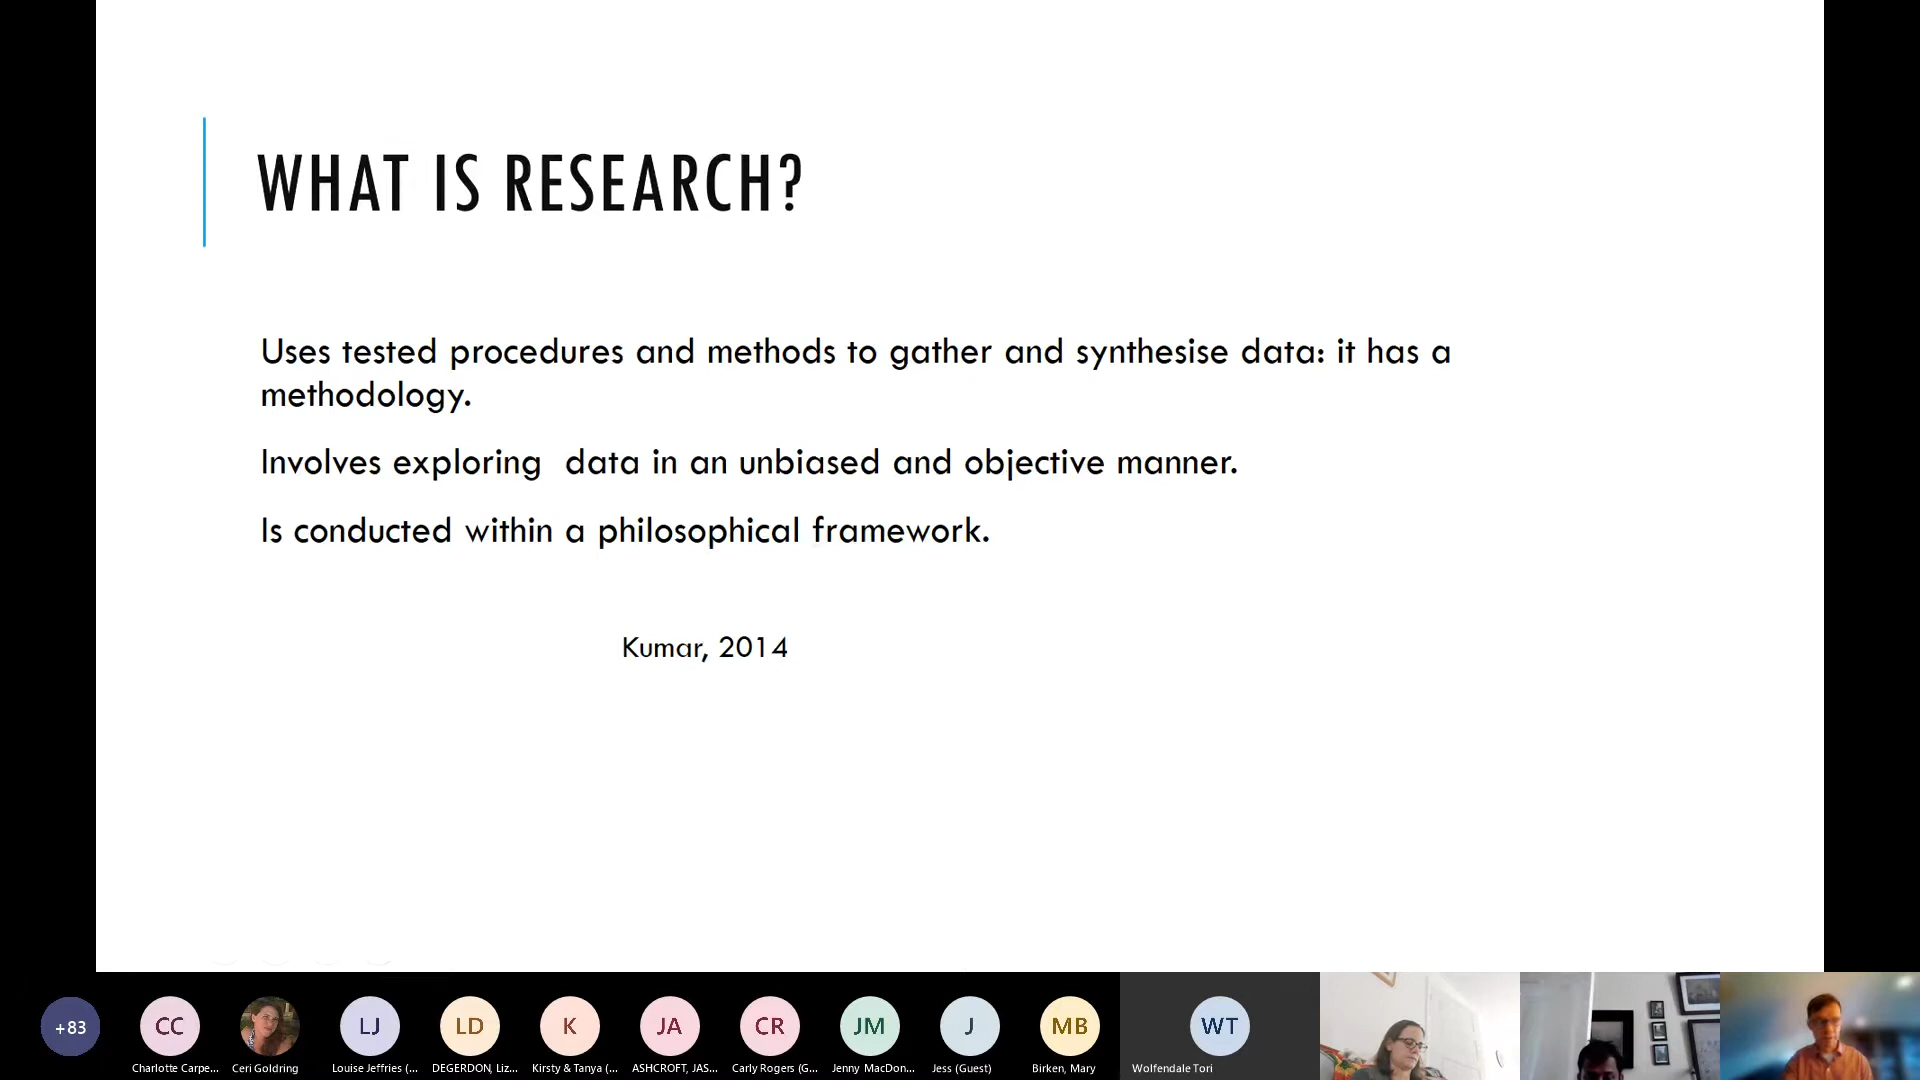 WHAT IS RESEARCH?
Uses tested procedures and methods to gather and synthesise data: it has a
methodology.
Involves exploring  data in an unbiased and objective manner.
Is conducted within a philosophical framework.
Kumar, 2014
+83
CC
LJ
LD
K
JA
CR
JM
J
MB
WT
Charlotte Carpe...
Ceri Goldring
Louise Jeffries (...
DEGERDON, Liz...
Kirsty & Tanya (...
ASHCROFT, JAS...
Carly Rogers (G...
Jenny MacDon...
Jess (Guest)
Birken, Mary
Wolfendale Tori